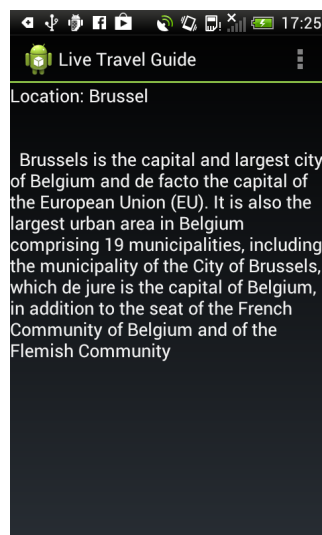 17:25
Live Travel Guide
Location: Brussel
Brussels is the capital and largest city
of Belgium and de facto the capital of
the European Union (EU). It is also the
largest urban area in Belgium
comprising 19 municipalities, including
the municipality of the City of Brussels,
which de jure is the capital of Belgium,
in addition to the seat of the French
Community of Belgium and of the
Flemish Community